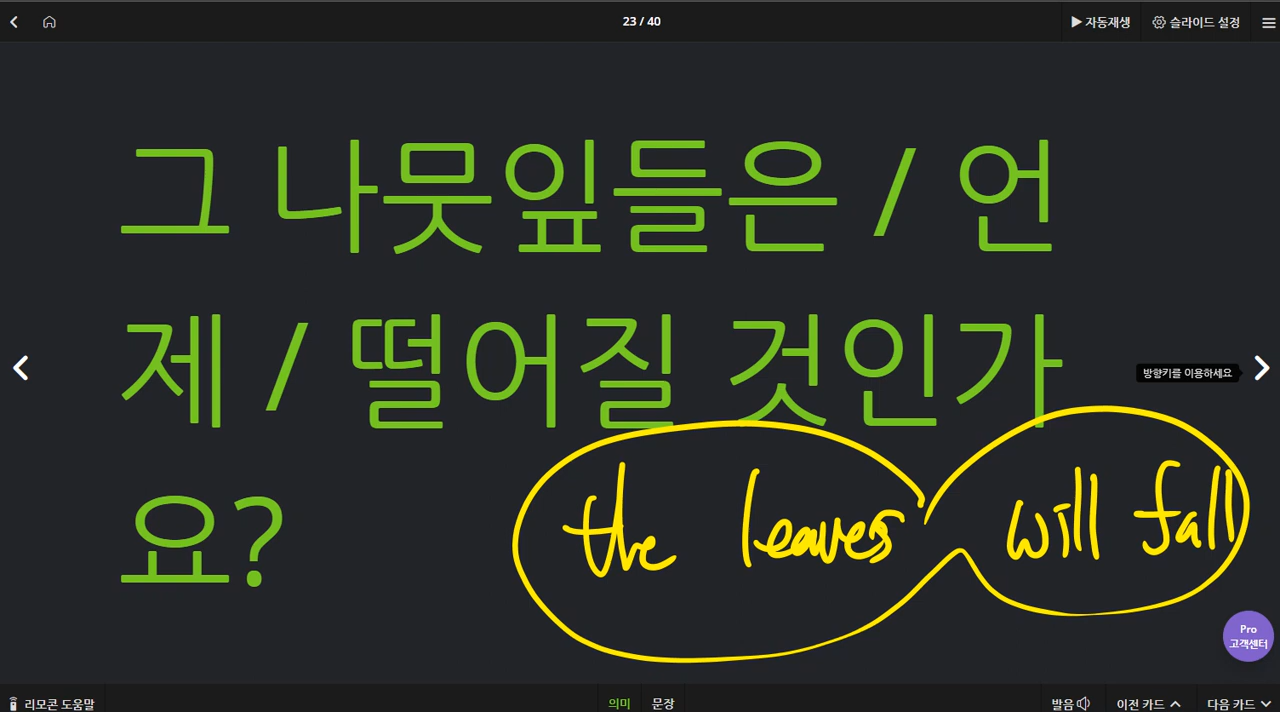 23 / 40
▶ 자동재생
슬라이드 설정
그 나뭇잎들은 / 언
제 / 떨어질 것인가
요?
방향키를 이용하세요
the leaves will fall
Pro
고객센터
리모콘 도움말
의미
문장
발음
이전 카드
다음 카드